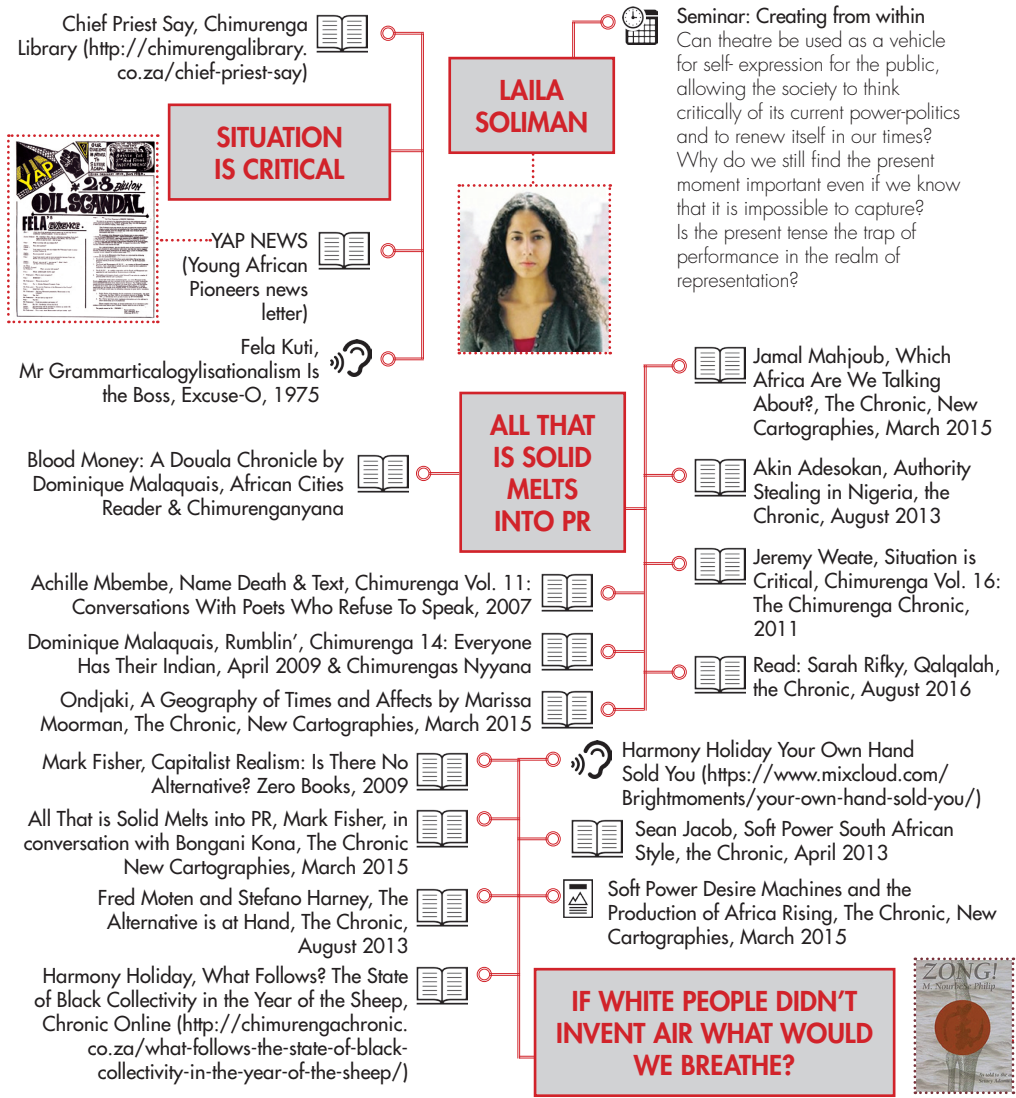 Chief Priest Say, Chimurenga
Library (http://chimurengalibrary.
co.za/chief-priest-say)
SITUATION
IS CRITICAL
YAP
28 Billion
OIL SCANDAL
FELA
YAP NEWS
(Young African
Pioneers news
letter)
Fela Kuti,
Mr Grammarticalogylisationalism Is
the Boss, Excuse-O, 1975
LAILA
SOLIMAN
Seminar: Creating from within
Can theatre be used as a vehicle
for self- expression for the public,
allowing the society to think
critically of its current power-politics
and to renew itself in our times?
Why do we still find the present
moment important even if we know
that it is impossible to capture?
Is the present tense the trap of
performance in the realm of
representation?
ALL THAT
IS SOLID
MELTS
INTO PR
Blood Money: A Douala Chronicle by
Dominique Malaquais, African Cities
Reader & Chimurenganyana
Jamal Mahjoub, Which
Africa Are We Talking
About?, The Chronic, New
Cartographies, March 2015
Akin Adesokan, Authority
Stealing in Nigeria, the
Chronic, August 2013
Jeremy Weate, Situation is
Critical, Chimurenga Vol. 16:
The Chimurenga Chronic,
2011
Read: Sarah Rifky, Qalqalah,
the Chronic, August 2016
Achille Mbembe, Name Death & Text, Chimurenga Vol. 11:
Conversations With Poets Who Refuse To Speak, 2007
Dominique Malaquais, Rumblin’, Chimurenga 14: Everyone
Has Their Indian, April 2009 & Chimurengas Nyyana
Ondjaki, A Geography of Times and Affects by Marissa
Moorman, The Chronic, New Cartographies, March 2015
Mark Fisher, Capitalist Realism: Is There No
Alternative? Zero Books, 2009
All That is Solid Melts into PR, Mark Fisher, in
conversation with Bongani Kona, The Chronic
New Cartographies, March 2015
Fred Moten and Stefano Harney, The
Alternative is at Hand, The Chronic,
August 2013
Harmony Holiday, What Follows? The State
of Black Collectivity in the Year of the Sheep,
Chronic Online (http://chimurengachronic.
co.za/what-follows-the-state-of-black-
collectivity-in-the-year-of-the-sheep/)
Harmony Holiday Your Own Hand
Sold You (https://www.mixcloud.com/
Brightmoments/your-own-hand-sold-you/)
Sean Jacob, Soft Power South African
Style, the Chronic, April 2013
Soft Power Desire Machines and the
Production of Africa Rising, The Chronic, New
Cartographies, March 2015
IF WHITE PEOPLE DIDN’T
INVENT AIR WHAT WOULD
WE BREATHE?
ZONG!
M. NourbeSe Philip